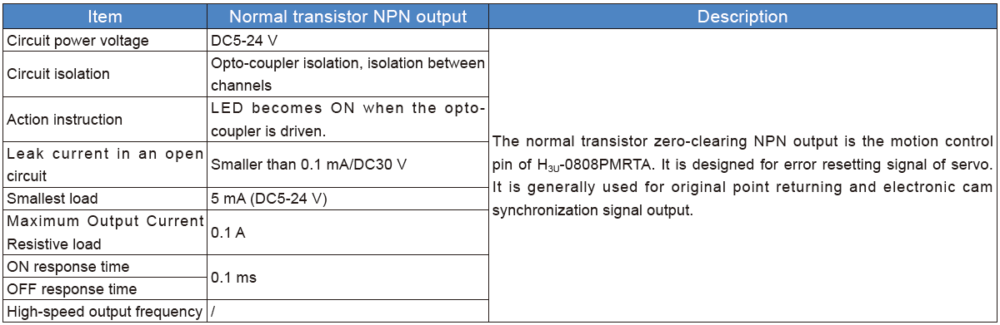 Item
Normal transistor NPN output
Description
Circuit power voltage
DC5-24 V
Circuit isolation
Opto-coupler isolation, isolation between
channels
Action instruction
LED becomes ON when the opto-
coupler is driven.
Leak current in an open
circuit
Smaller than 0.1 mA/DC30 V
Smallest load
5 mA (DC5-24 V)
Maximum Output Current
Resistive load
0.1 A
ON response time
OFF response time
0.1 ms
High-speed output frequency
/
The normal transistor zero-clearing NPN output is the motion control
pin of H3U-0808PMRTA. It is designed for error resetting signal of servo.
It is generally used for original point returning and electronic cam
synchronization signal output.